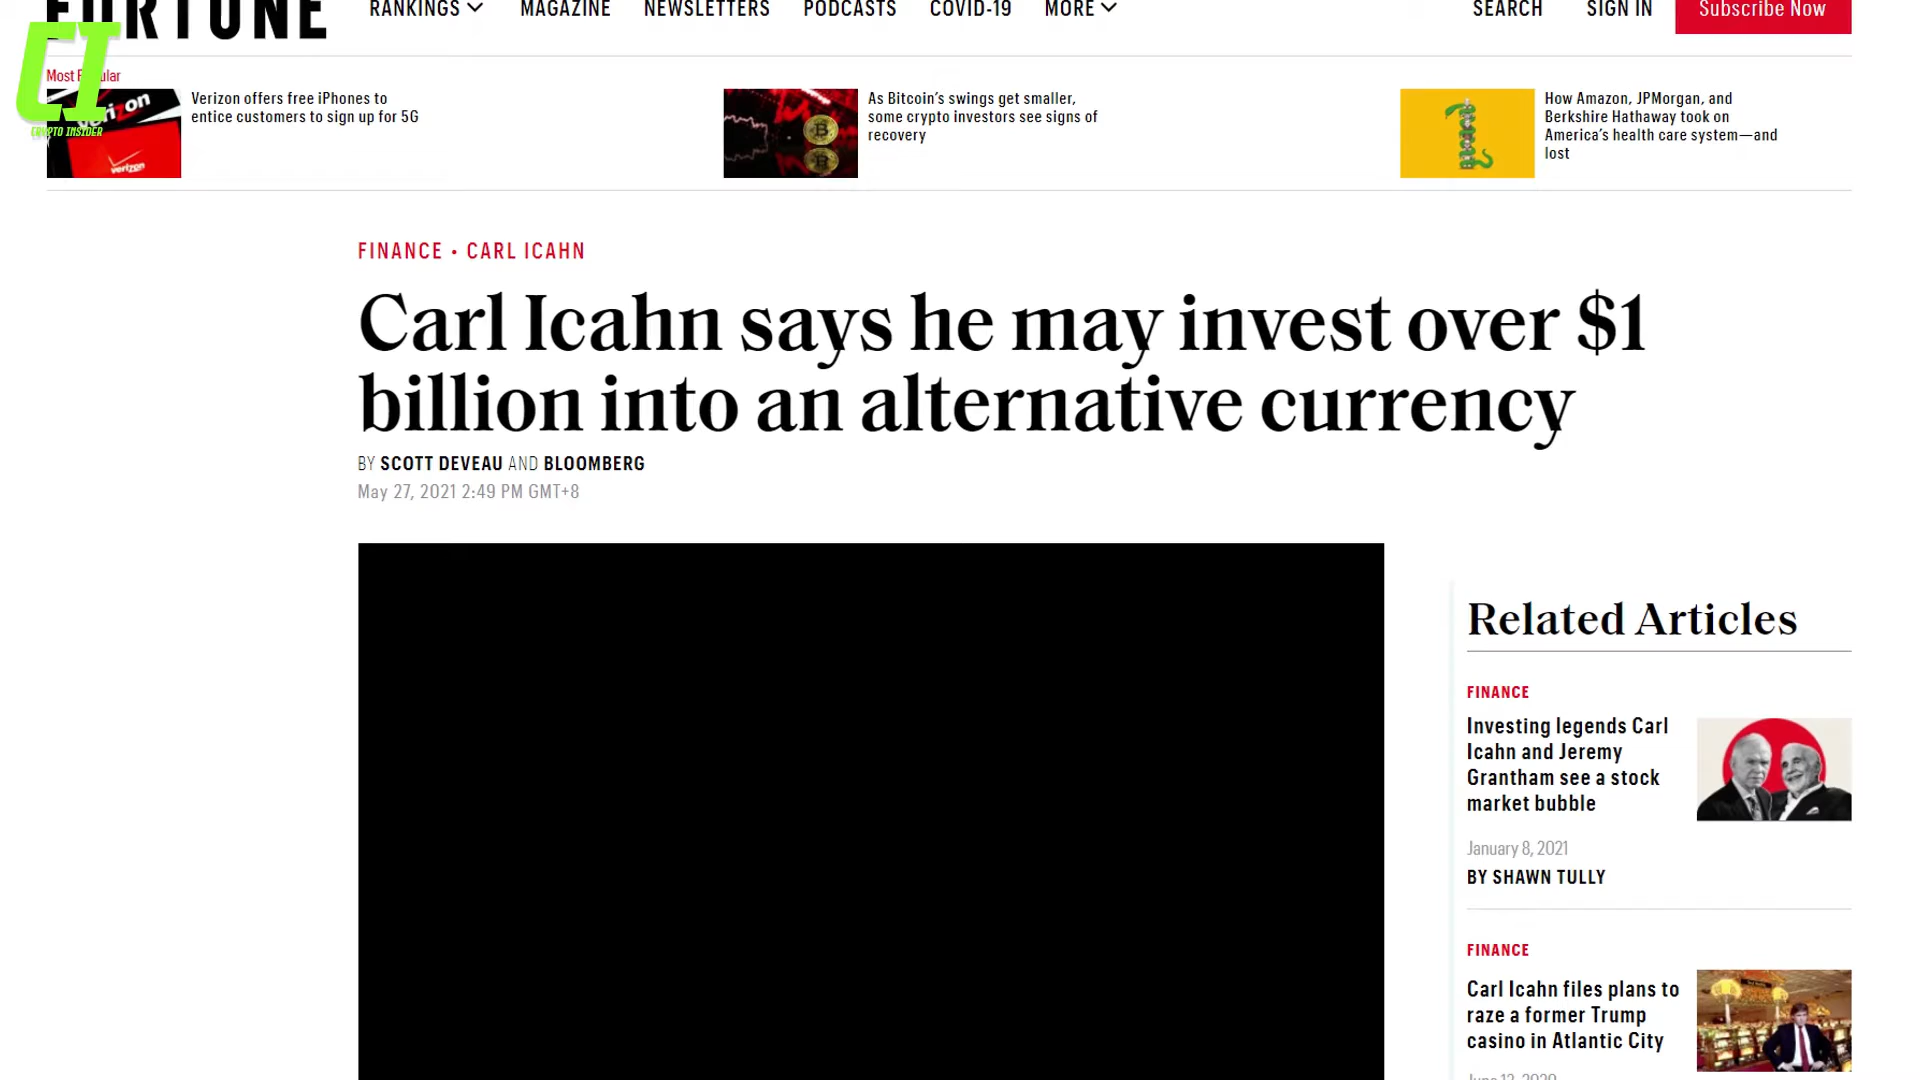 FORTUNE
RANKINGS MAGAZINE NEWSLETTERS PODCASTS COVID-19 MORE SEARCH SIGN IN Subscribe Now
CI
CRYPTO INSIDER
Most Popular
Verizon offers free iPhones to
entice customers to sign up for 5G
As Bitcoin's swings get smaller,
some crypto investors see signs of
recovery
How Amazon, JPMorgan, and
Berkshire Hathaway took on
America's health care system—and
lost
verizon
FINANCE • CARL ICAHN
Carl Icahn says he may invest over $1
billion into an alternative currency
BY SCOTT DEVEAU AND BLOOMBERG
May 27, 2021 2:49 PM GMT+8
Related Articles
FINANCE
Investing legends Carl
Icahn and Jeremy
Grantham see a stock
market bubble
January 8, 2021
BY SHAWN TULLY
FINANCE
Carl Icahn files plans to
raze a former Trump
casino in Atlantic City